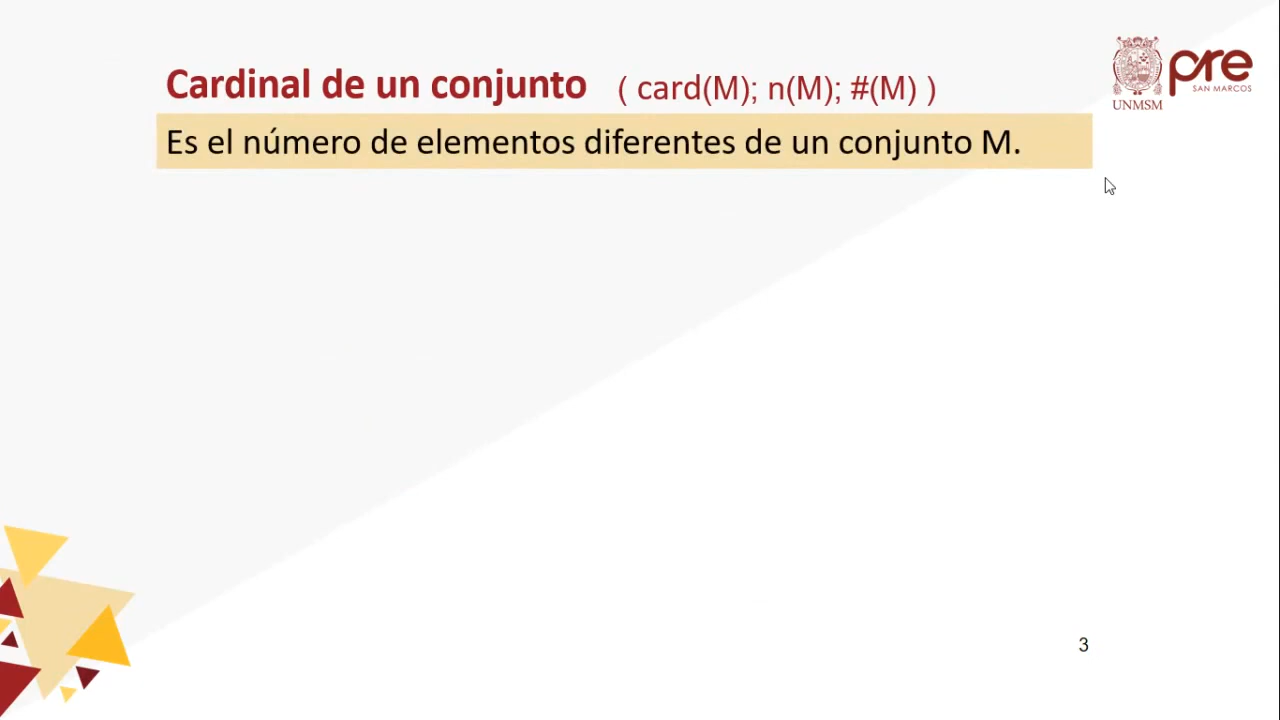 Cardinal de un conjunto ( card(M); n(M); #(M) )
Es el número de elementos diferentes de un conjunto M.
UNMSM
pre
SAN MARCOS
3